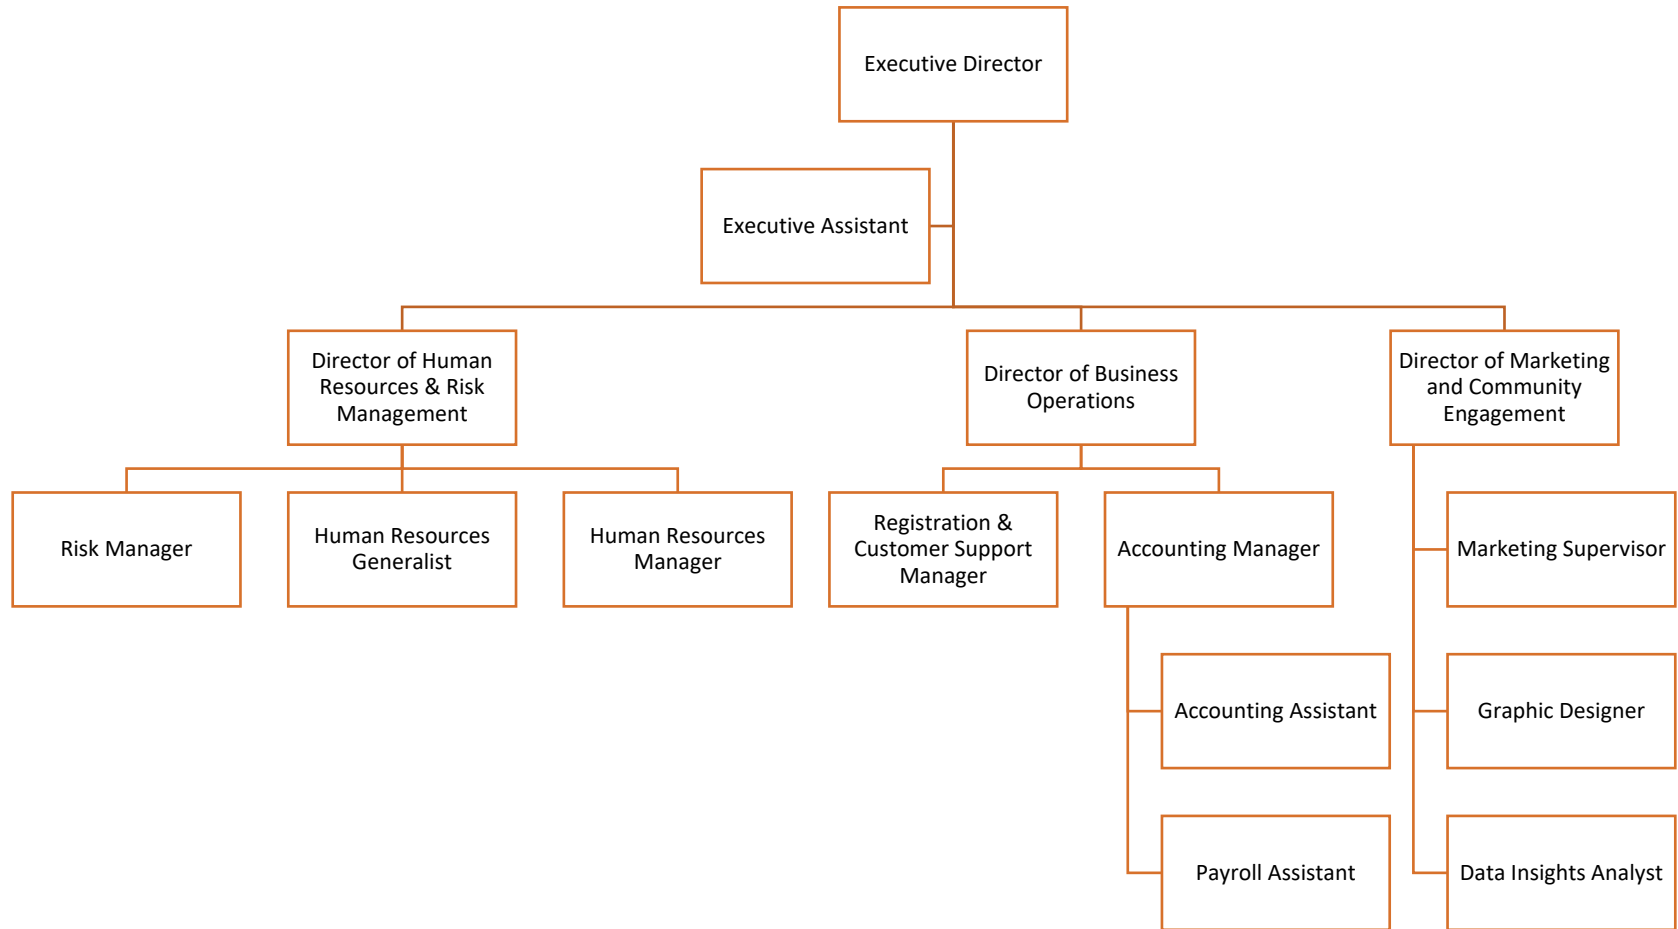 Executive Director
Executive Assistant
Director of Human
Resources & Risk
Management
Director of Business
Operations
Director of Marketing
and Community
Engagement
Risk Manager
Human Resources
Generalist
Human Resources
Manager
Registration &
Customer Support
Manager
Accounting Manager
Marketing Supervisor
Accounting Assistant
Graphic Designer
Payroll Assistant
Data Insights Analyst